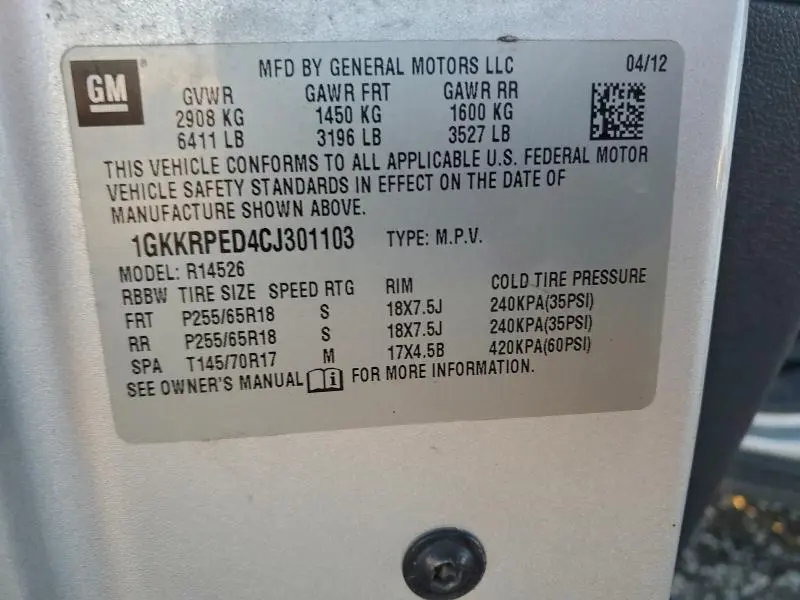 GM MFD BY GENERAL MOTORS LLC 04/12
GVWR GAWR FRT GAWR RR
2908 KG 1450 KG 1600 KG
6411 LB 3196 LB 3527 LB
THIS VEHICLE CONFORMS TO ALL APPLICABLE U.S. FEDERAL MOTOR
VEHICLE SAFETY STANDARDS IN EFFECT ON THE DATE OF
MANUFACTURE SHOWN ABOVE.
1GKKRPED4CJ301103 TYPE: M.P.V.
MODEL: R14526
RBBW TIRE SIZE SPEED RTG RIM COLD TIRE PRESSURE
FRT P255/65R18 S 18X7.5J 240KPA(35PSI)
RR P255/65R18 S 18X7.5J 240KPA(35PSI)
SPA T145/70R17 M 17X4.5B 420KPA(60PSI)
SEE OWNER'S MANUAL i FOR MORE INFORMATION.